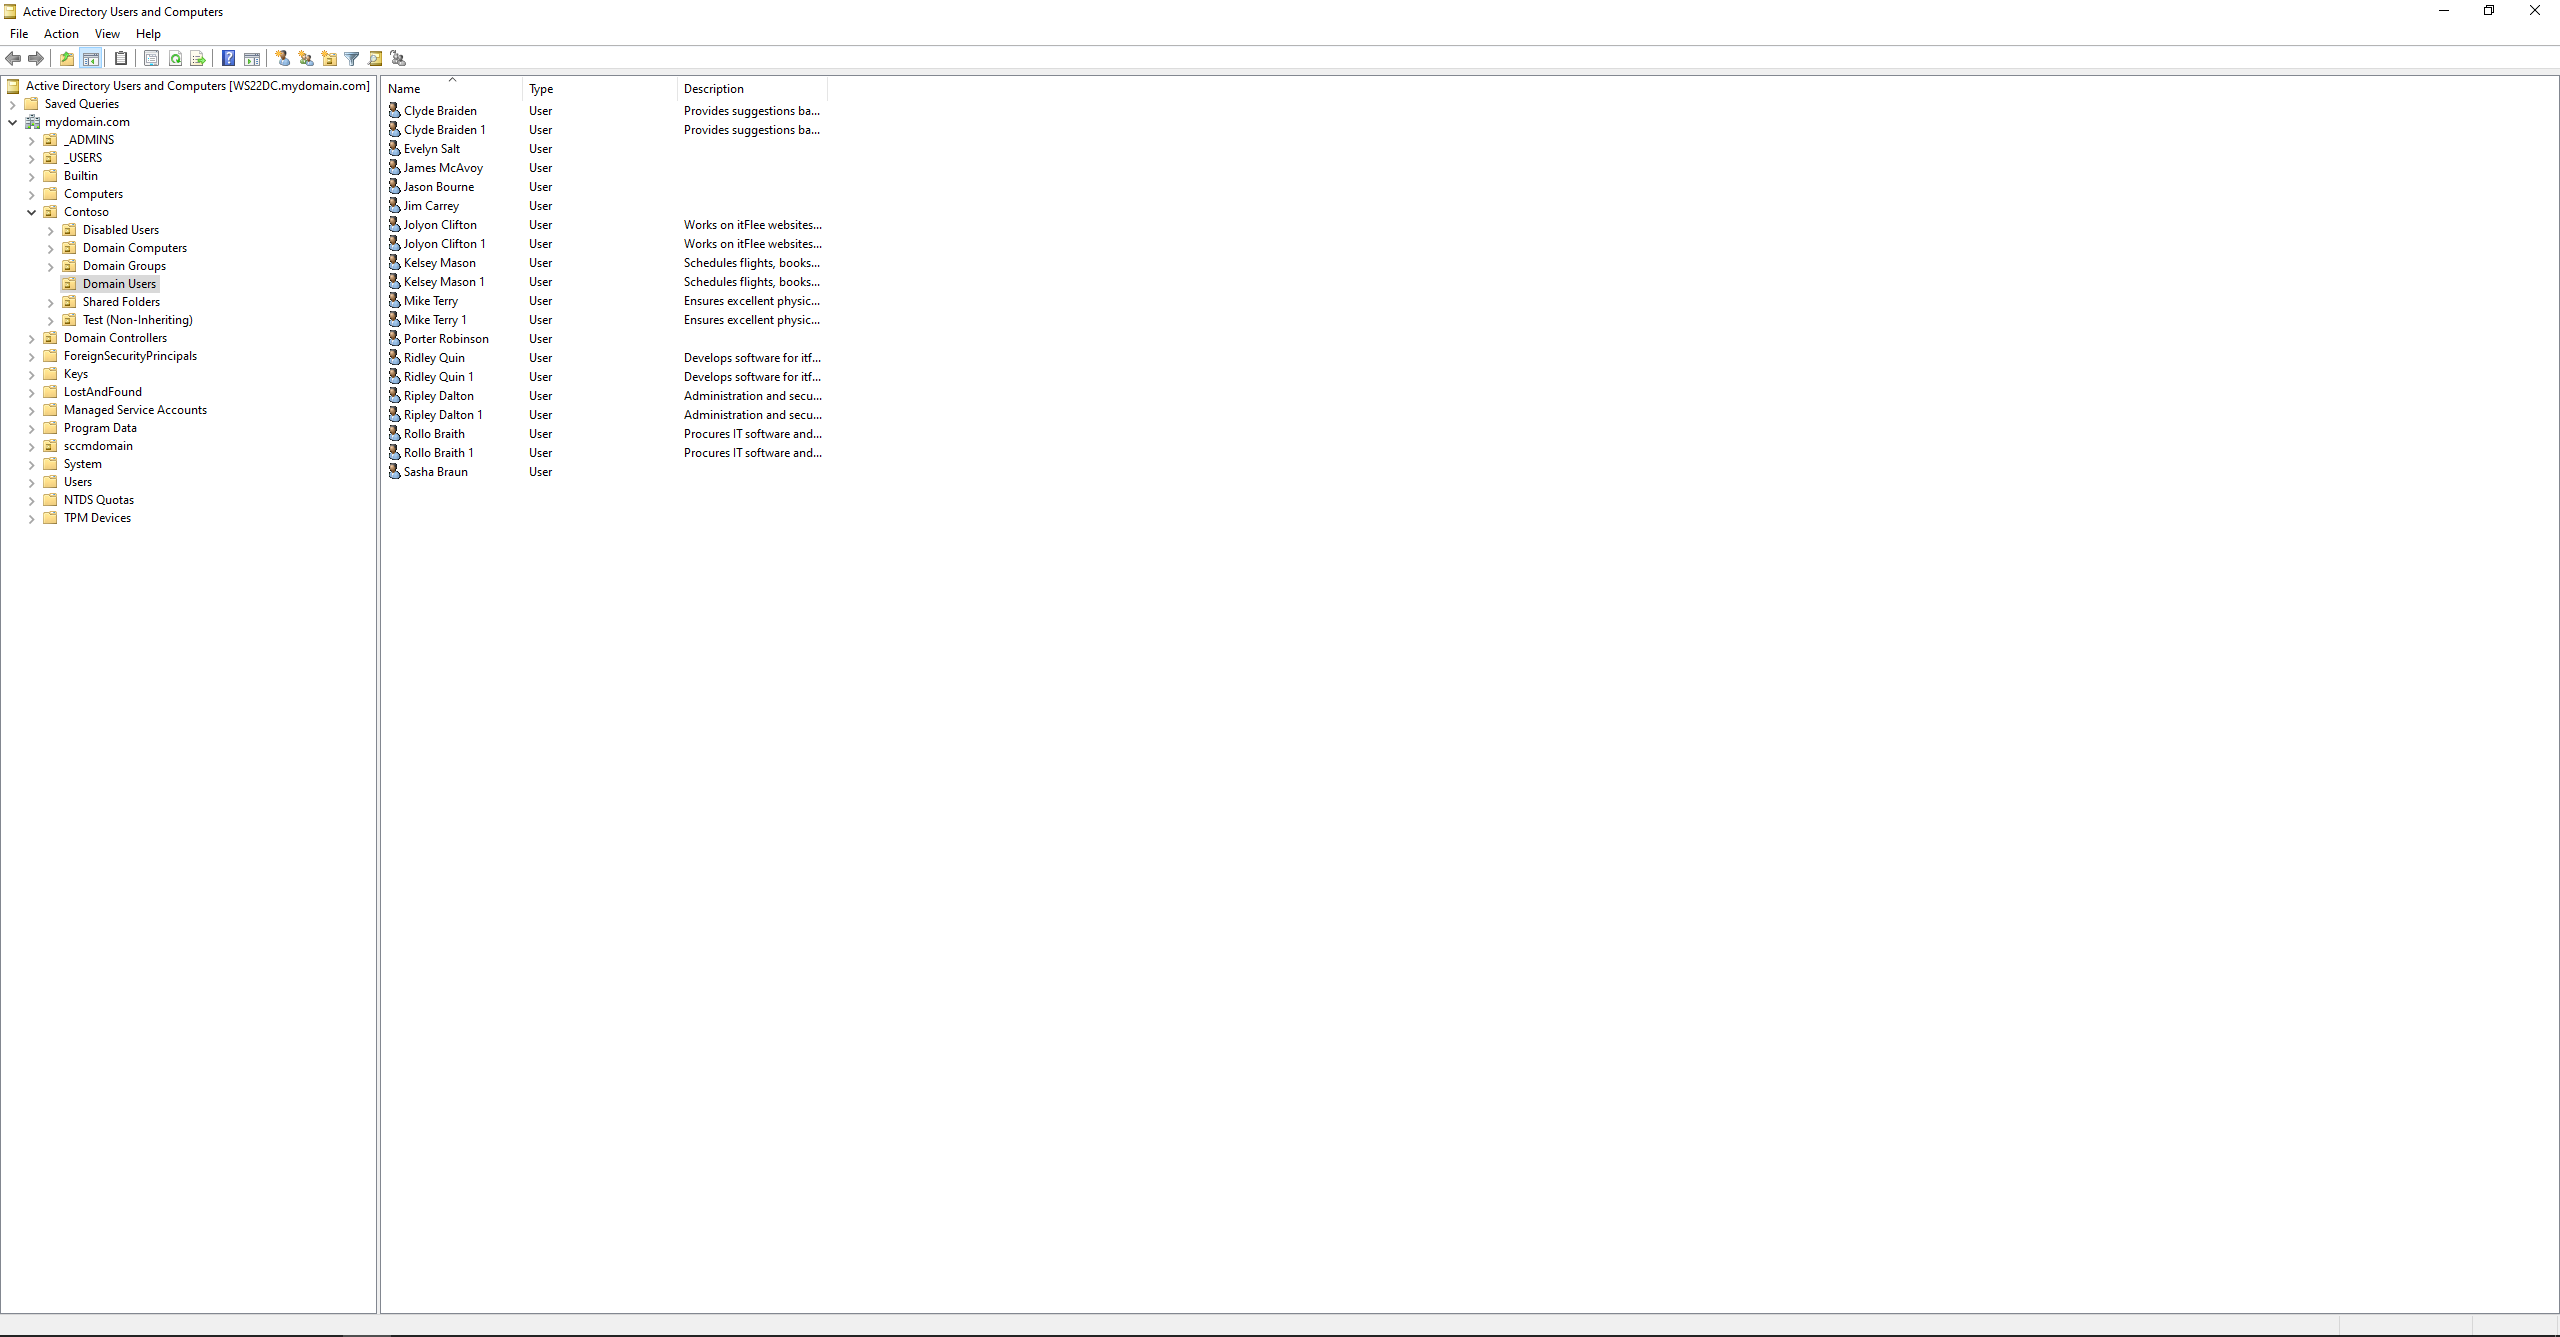 Active Directory Users and Computers
File Action View Help
Active Directory Users and Computers [WS22DC.mydomain.com]
Saved Queries
mydomain.com
_ADMINS
_USERS
Builtin
Computers
Contoso
Disabled Users
Domain Computers
Domain Groups
Domain Users
Shared Folders
Test (Non-Inheriting)
Domain Controllers
ForeignSecurityPrincipals
Keys
LostAndFound
Managed Service Accounts
Program Data
sccmdomain
System
Users
NTDS Quotas
TPM Devices
Name Type Description
Clyde Braiden User Provides suggestions ba...
Clyde Braiden 1 User Provides suggestions ba...
Evelyn Salt User
James McAvoy User
Jason Bourne User
Jim Carrey User
Jolyon Clifton User Works on itFlee websites...
Jolyon Clifton 1 User Works on itFlee websites...
Kelsey Mason User Schedules flights, books...
Kelsey Mason 1 User Schedules flights, books...
Mike Terry User Ensures excellent physic...
Mike Terry 1 User Ensures excellent physic...
Porter Robinson User
Ridley Quin User Develops software for itf...
Ridley Quin 1 User Develops software for itf...
Ripley Dalton User Administration and secu...
Ripley Dalton 1 User Administration and secu...
Rollo Braith User Procures IT software and...
Rollo Braith 1 User Procures IT software and...
Sasha Braun User